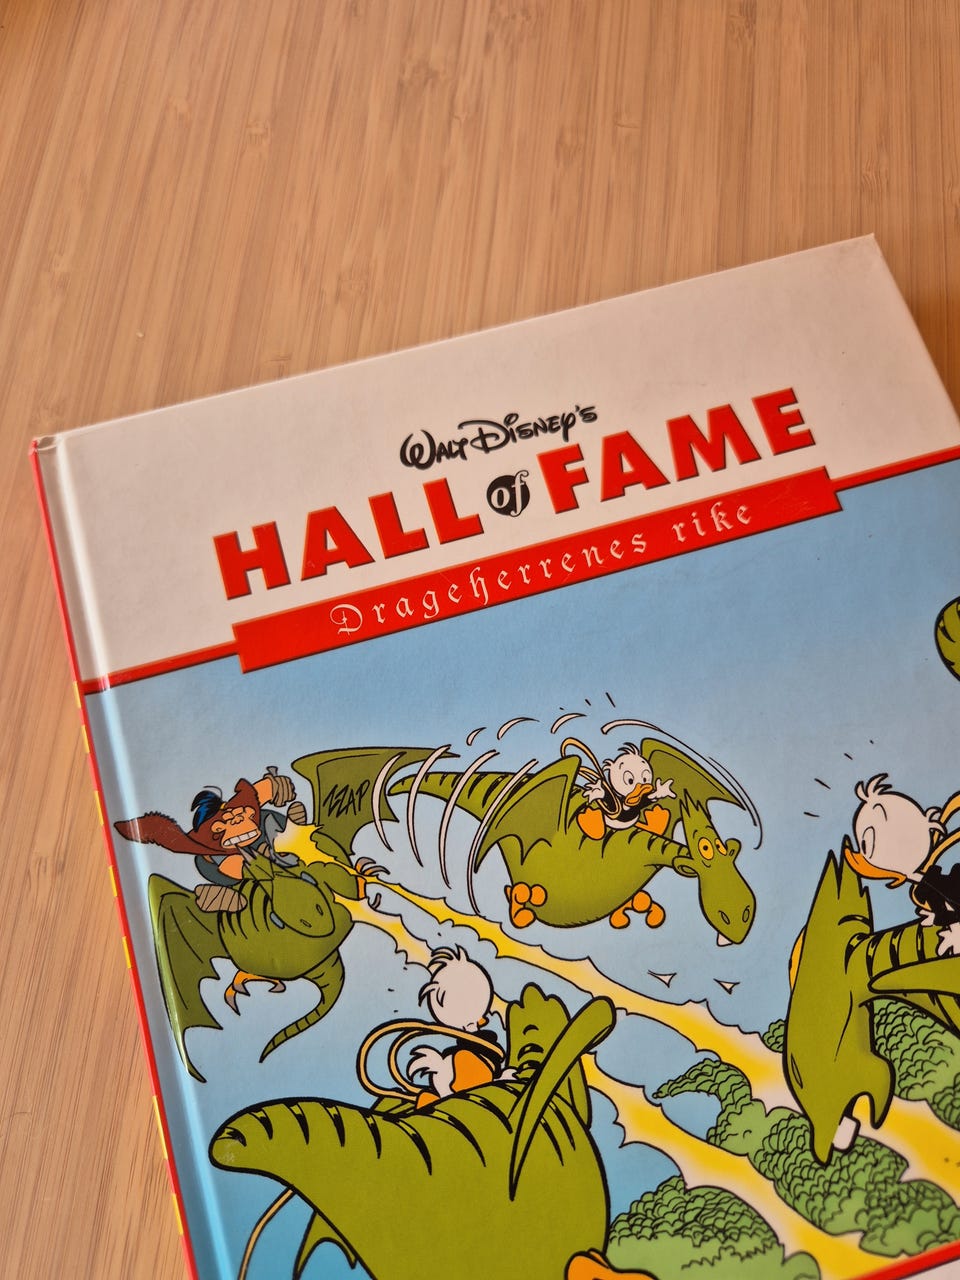 WALT DISNEY'S
HALL of FAME
Drageherrenes rike
ZZAP